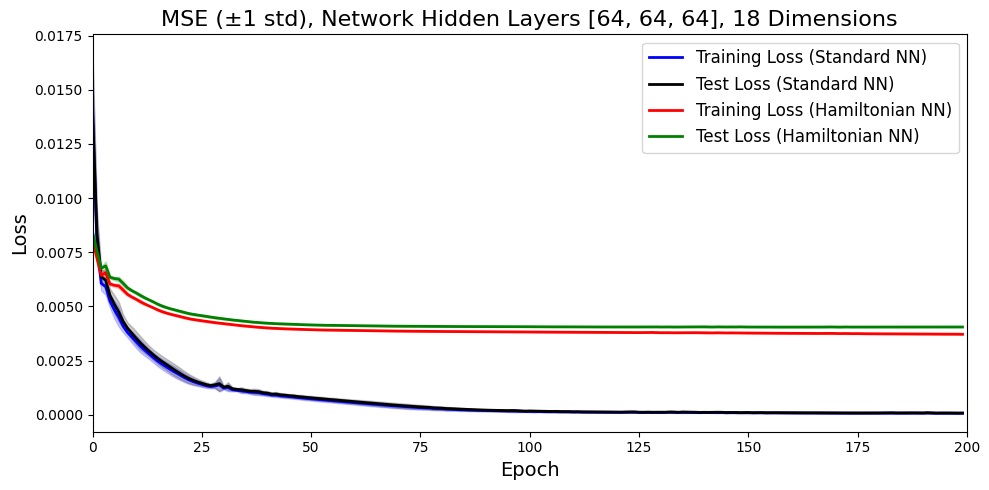 MSE (±1 std), Network Hidden Layers [64, 64, 64], 18 Dimensions
Training Loss (Standard NN)
Test Loss (Standard NN)
Training Loss (Hamiltonian NN)
Test Loss (Hamiltonian NN)
Loss
0.0175
0.0150
0.0125
0.0100
0.0075
0.0050
0.0025
0.0000
0 25 50 75 100 125 150 175 200
Epoch